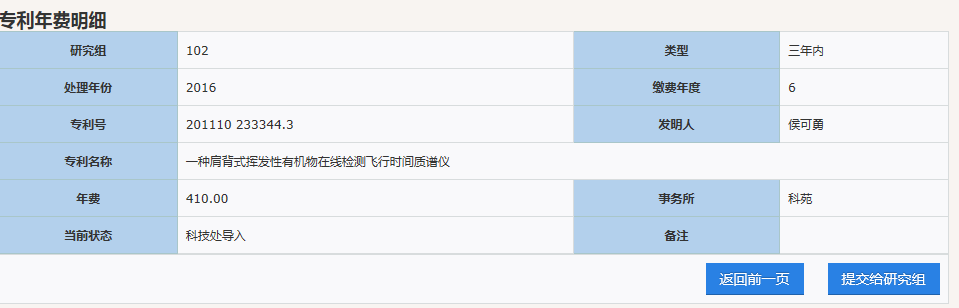 专利年费明细
研究组 102 类型 三年内
处理年份 2016 缴费年度 6
专利号 201110 233344.3 发明人 侯可勇
专利名称 一种肩背式挥发性有机物在线检测飞行时间质谱仪
年费 410.00 事务所 科苑
当前状态 科技处导入 备注
返回前一页 提交给研究组